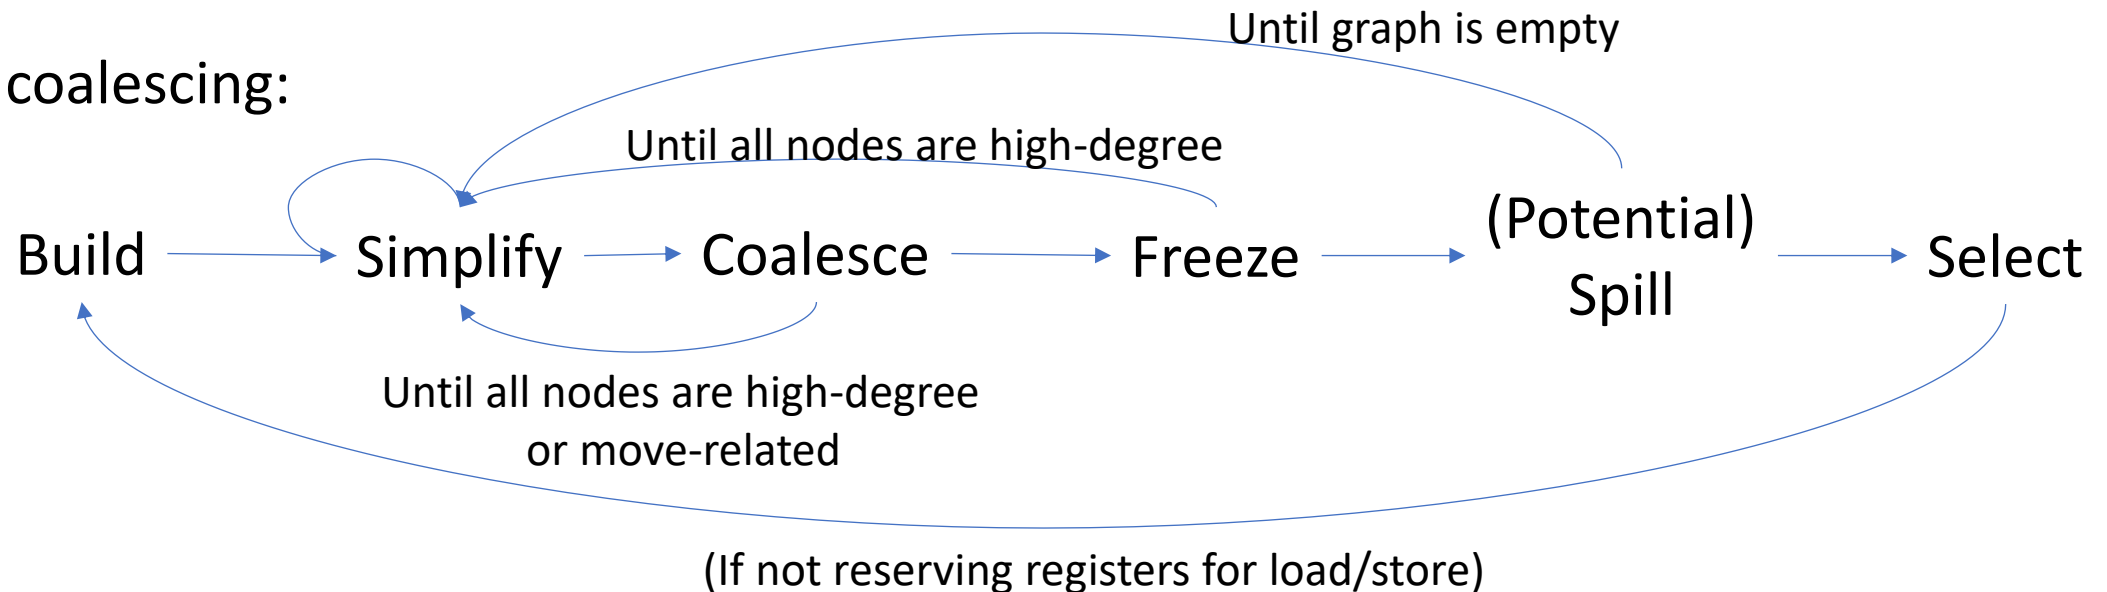 Until graph is empty
coalescing:
Until all nodes are high-degree
Build
Simplify
Coalesce
Freeze
(Potential)
Spill
Select
Until all nodes are high-degree
or move-related
(If not reserving registers for load/store)